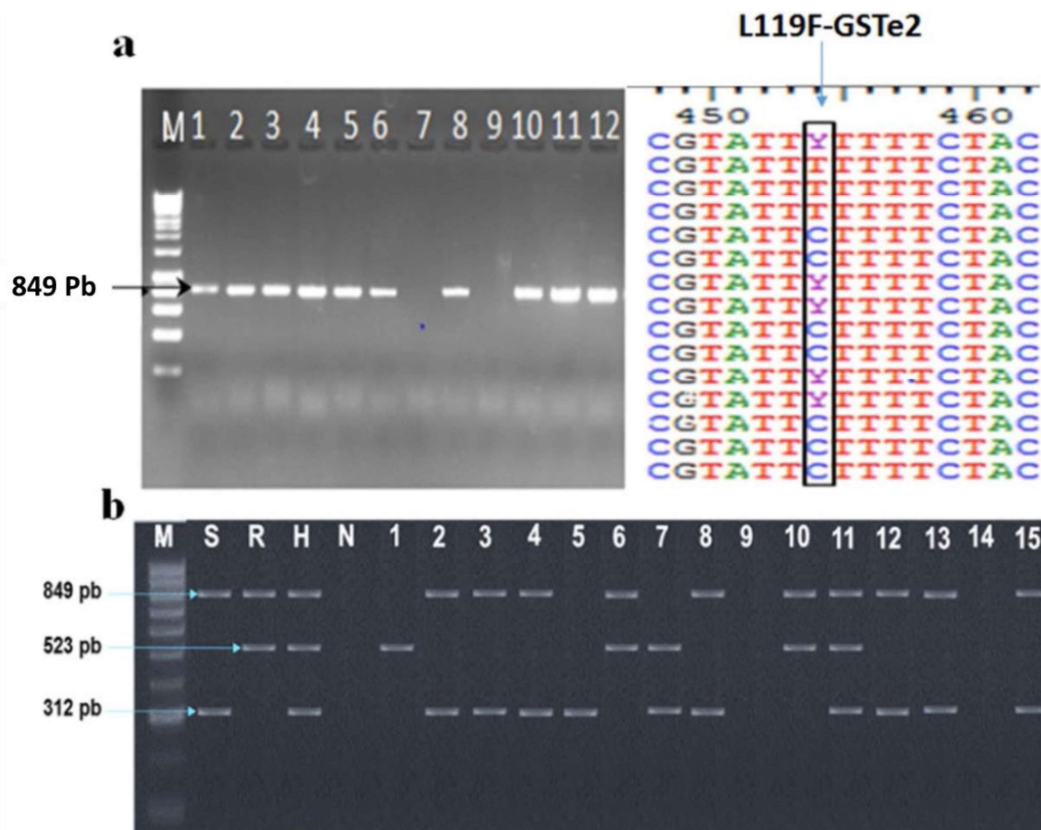 a
L119F-GSTe2
M 1 2 3 4 5 6 7 8 9 10 11 12
849 Pb
450 460
CGTATTYTTTTCTAC
CGTATTTTTTTCTAC
CGTATTTTTTTCTAC
CGTATTTTTTTCTAC
CGTATTCTTTTCTAC
CGTATTCTTTTCTAC
CGTATTYTTTTCTAC
CGTATTYTTTTCTAC
CGTATTCTTTTCTAC
CGTATTCTTTTCTAC
CGTATTYTTTTCTAC
CGTATTYTTTTCTAC
CGTATTCTTTTCTAC
CGTATTCTTTTCTAC
CGTATTCTTTTCTAC
b
M S R H N 1 2 3 4 5 6 7 8 9 10 11 12 13 14 15
849 pb
523 pb
312 pb